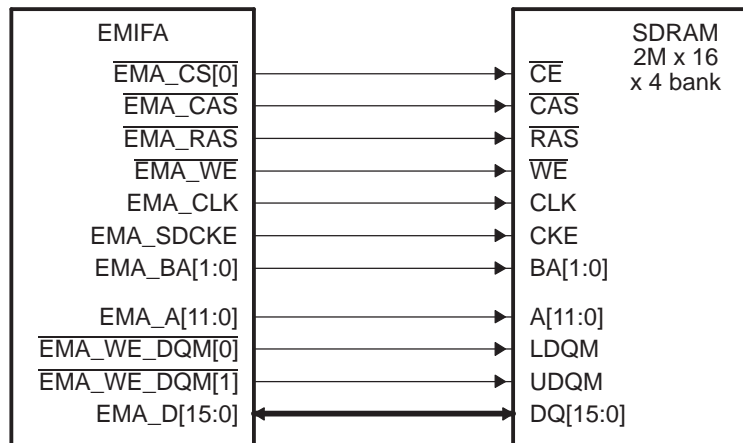 EMIFA
EMA_CS[0]
EMA_CAS
EMA_RAS
EMA_WE
EMA_CLK
EMA_SDCKE
EMA_BA[1:0]
EMA_A[11:0]
EMA_WE_DQM[0]
EMA_WE_DQM[1]
EMA_D[15:0]
SDRAM
2M x 16
x 4 bank
CE
CAS
RAS
WE
CLK
CKE
BA[1:0]
A[11:0]
LDQM
UDQM
DQ[15:0]